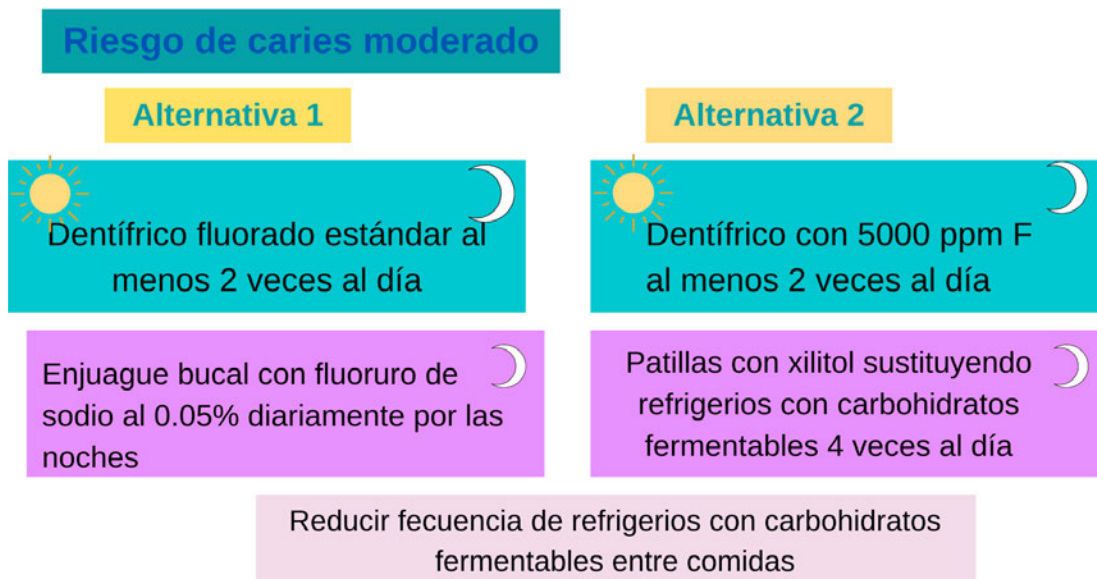 Riesgo de caries moderado
Alternativa 1
Dentífrico fluorado estándar al
menos 2 veces al día
Enjuague bucal con fluoruro de
sodio al 0.05% diariamente por las
noches
Alternativa 2
Dentífrico con 5000 ppm F
al menos 2 veces al día
Patillas con xilitol sustituyendo
refrigerios con carbohidratos
fermentables 4 veces al día
Reducir fecuencia de refrigerios con carbohidratos
fermentables entre comidas